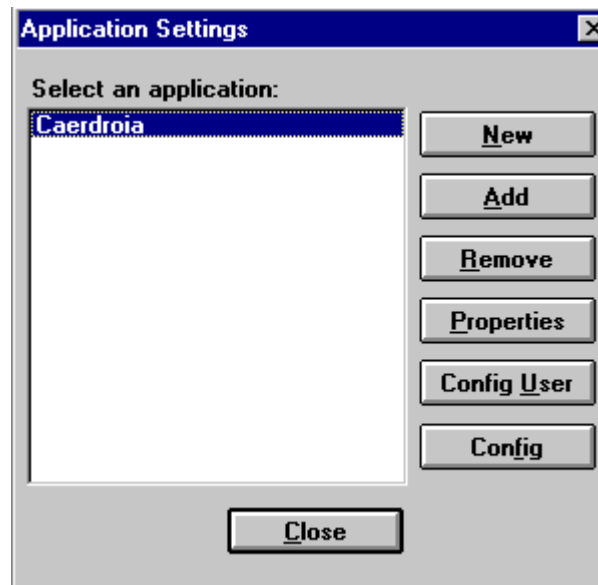 Application Settings
Select an application:
Caerdroia
New
Add
Remove
Properties
Config User
Config
Close